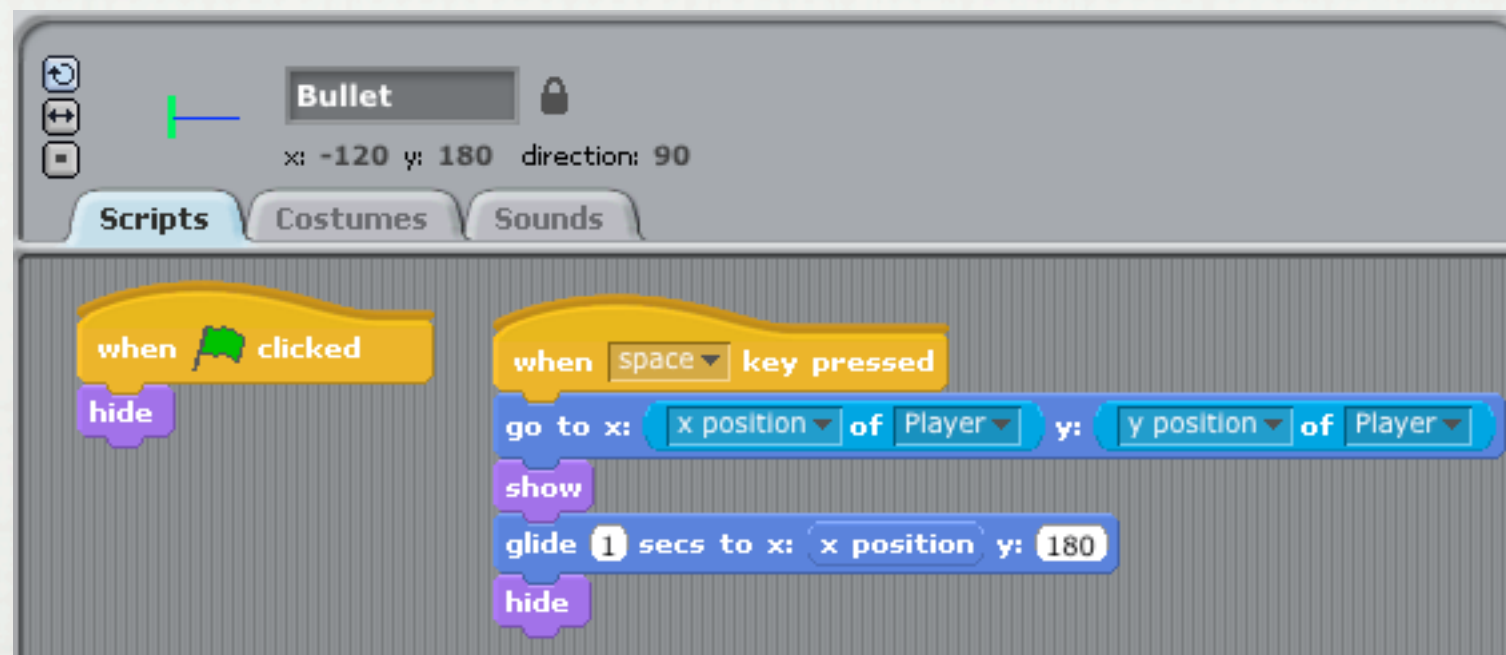 Bullet
x: -120 y: 180 direction: 90
Scripts Costumes Sounds
when clicked
hide
when space key pressed
go to x: x position of Player y: y position of Player
show
glide 1 secs to x: x position y: 180
hide